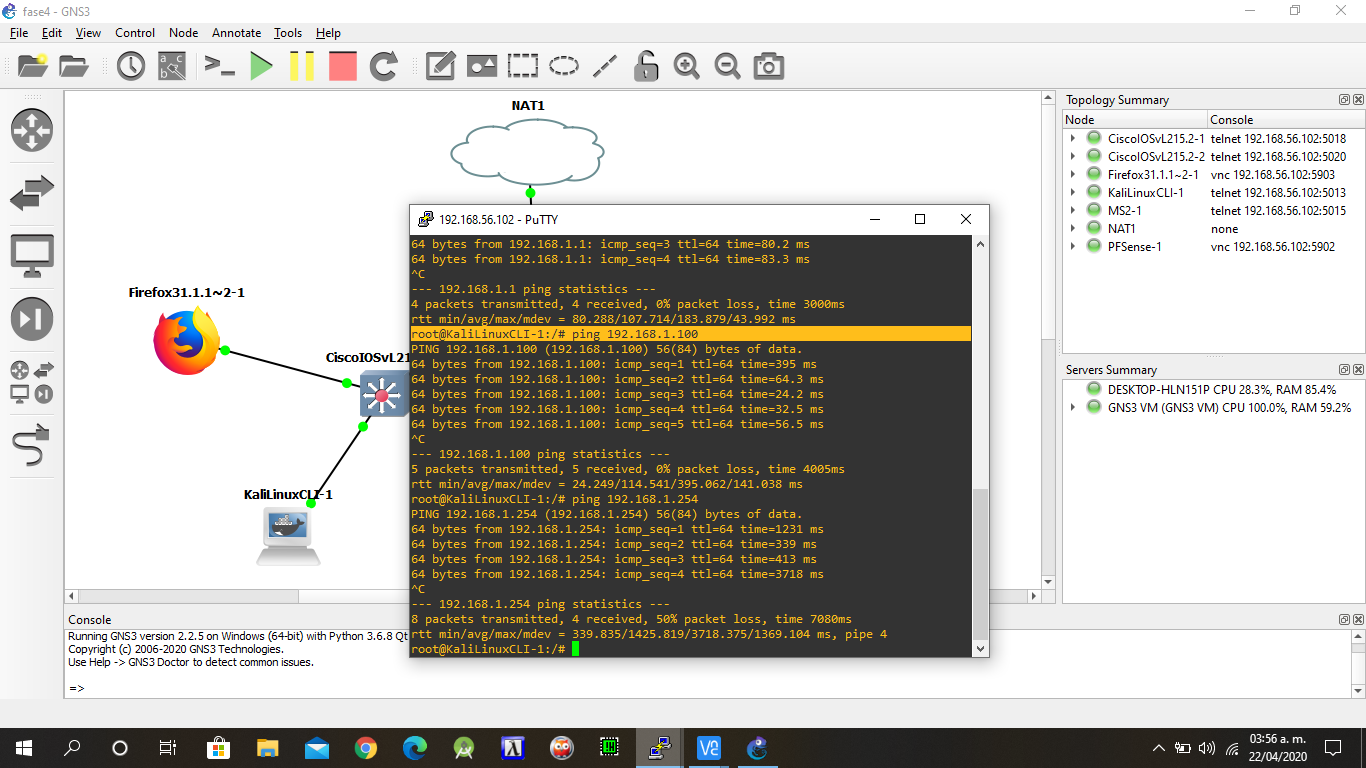 fase4 - GNS3
File Edit View Control Node Annotate Tools Help
NAT1
Firefox31.1.1~2-1
CiscoIOSvL21
KaliLinuxCLI-1
192.168.56.102 - PuTTY
64 bytes from 192.168.1.1: icmp_seq=3 ttl=64 time=80.2 ms
64 bytes from 192.168.1.1: icmp_seq=4 ttl=64 time=83.3 ms
^C
--- 192.168.1.1 ping statistics ---
4 packets transmitted, 4 received, 0% packet loss, time 3000ms
rtt min/avg/max/mdev = 80.288/107.714/183.879/43.992 ms
root@KaliLinuxCLI-1:/# ping 192.168.1.100
PING 192.168.1.100 (192.168.1.100) 56(84) bytes of data.
64 bytes from 192.168.1.100: icmp_seq=1 ttl=64 time=395 ms
64 bytes from 192.168.1.100: icmp_seq=2 ttl=64 time=64.3 ms
64 bytes from 192.168.1.100: icmp_seq=3 ttl=64 time=24.2 ms
64 bytes from 192.168.1.100: icmp_seq=4 ttl=64 time=32.5 ms
64 bytes from 192.168.1.100: icmp_seq=5 ttl=64 time=56.5 ms
^C
--- 192.168.1.100 ping statistics ---
5 packets transmitted, 5 received, 0% packet loss, time 4005ms
rtt min/avg/max/mdev = 24.249/114.541/395.062/141.038 ms
root@KaliLinuxCLI-1:/# ping 192.168.1.254
PING 192.168.1.254 (192.168.1.254) 56(84) bytes of data.
64 bytes from 192.168.1.254: icmp_seq=1 ttl=64 time=1231 ms
64 bytes from 192.168.1.254: icmp_seq=2 ttl=64 time=339 ms
64 bytes from 192.168.1.254: icmp_seq=3 ttl=64 time=413 ms
64 bytes from 192.168.1.254: icmp_seq=4 ttl=64 time=3718 ms
^C
--- 192.168.1.254 ping statistics ---
8 packets transmitted, 4 received, 50% packet loss, time 7080ms
rtt min/avg/max/mdev = 339.835/1425.819/3718.375/1369.104 ms, pipe 4
root@KaliLinuxCLI-1:/#
Topology Summary
Node Console
CiscoIOSvL215.2-1 telnet 192.168.56.102:5018
CiscoIOSvL215.2-2 telnet 192.168.56.102:5020
Firefox31.1.1~2-1 vnc 192.168.56.102:5903
KaliLinuxCLI-1 telnet 192.168.56.102:5013
MS2-1 telnet 192.168.56.102:5015
NAT1 none
PFSense-1 vnc 192.168.56.102:5902
Servers Summary
DESKTOP-HLN151P CPU 28.3%, RAM 85.4%
GNS3 VM (GNS3 VM) CPU 100.0%, RAM 59.2%
Console
Running GNS3 version 2.2.5 on Windows (64-bit) with Python 3.6.8 Qt
Copyright (c) 2006-2020 GNS3 Technologies.
Use Help -> GNS3 Doctor to detect common issues.
=>
03:56 a. m.
22/04/2020